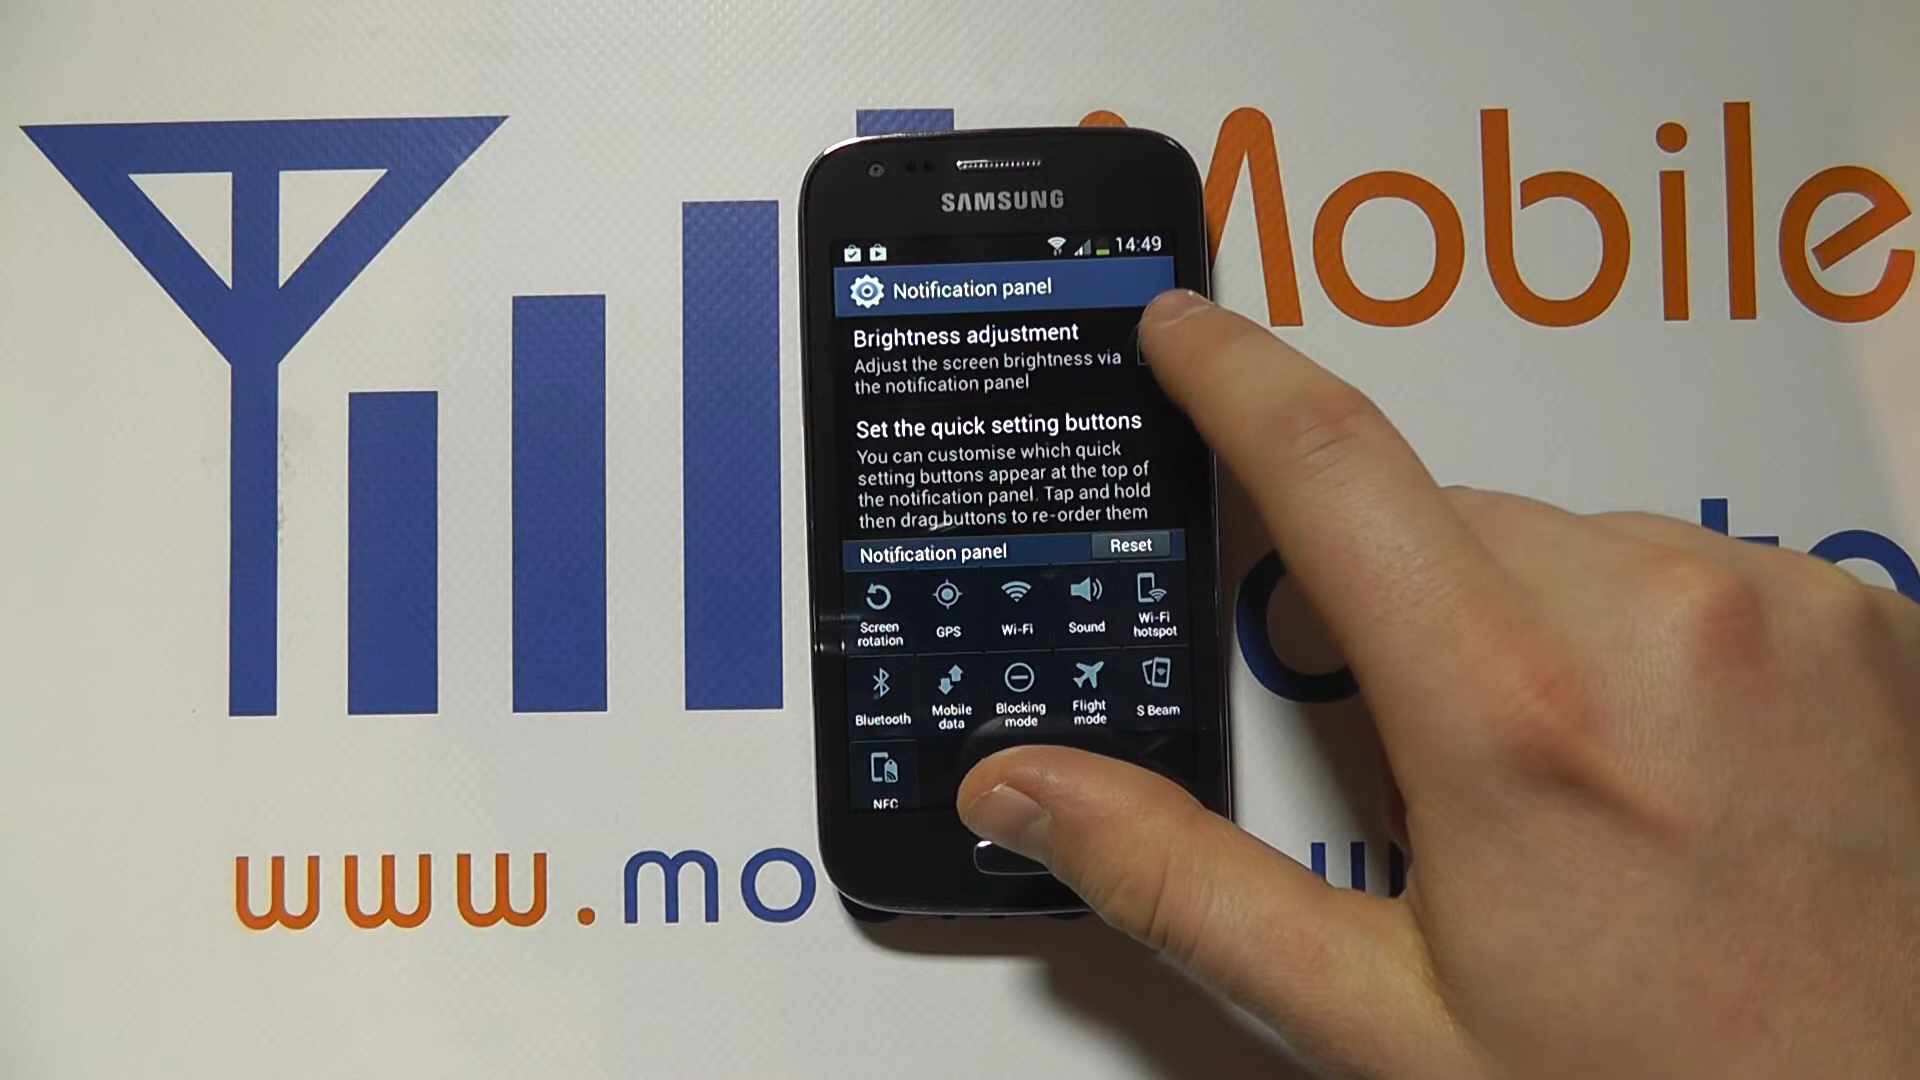 Mobile
SAMSUNG
14:49
Notification panel
Brightness adjustment
Adjust the screen brightness via
the notification panel
Set the quick setting buttons
You can customise which quick
setting buttons appear at the top of
the notification panel. Tap and hold
then drag buttons to re-order them
Notification panel Reset
Screen rotation GPS Wi-Fi Sound Wi-Fi hotspot
Bluetooth Mobile data Blocking mode Flight mode S Beam
NFC
www.mo